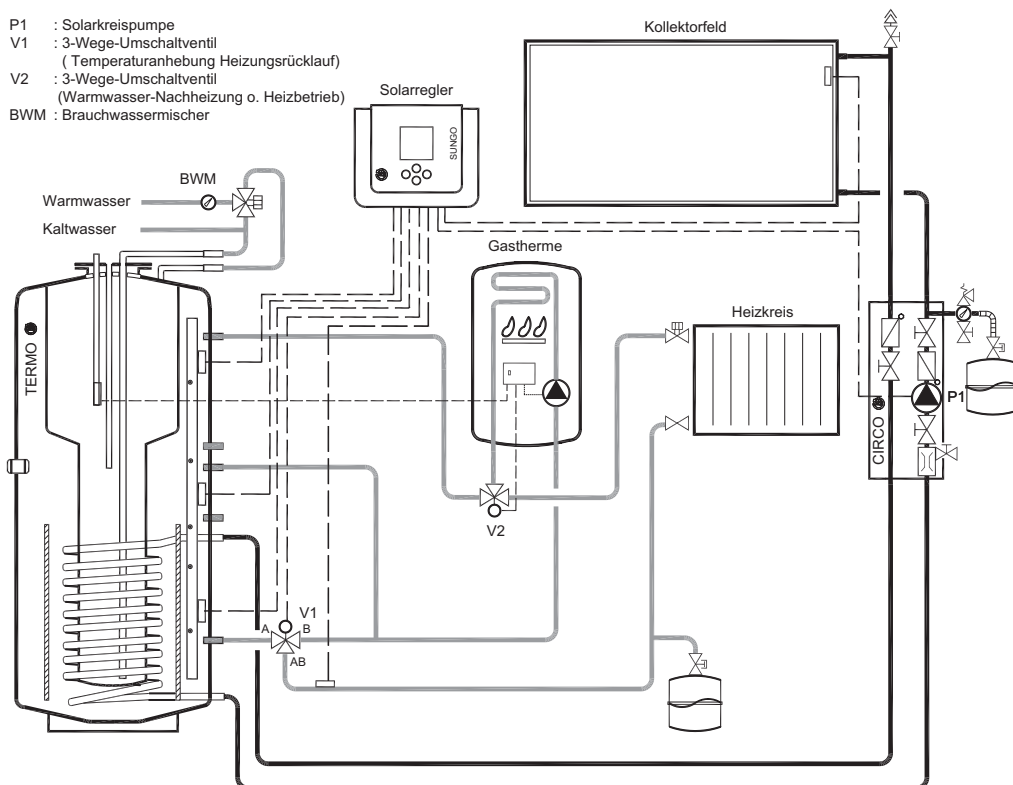 P1 : Solarkreispumpe
V1 : 3-Wege-Umschaltventil
( Temperaturanhebung Heizungsrücklauf)
V2 : 3-Wege-Umschaltventil
(Warmwasser-Nachheizung o. Heizbetrieb)
BWM : Brauchwassermischer
Kollektorfeld
Solarregler
SUNGO
BWM
Warmwasser
Kaltwasser
Gastherme
Heizkreis
TERMO
P1
CIRCO
V2
V1
A
B
AB